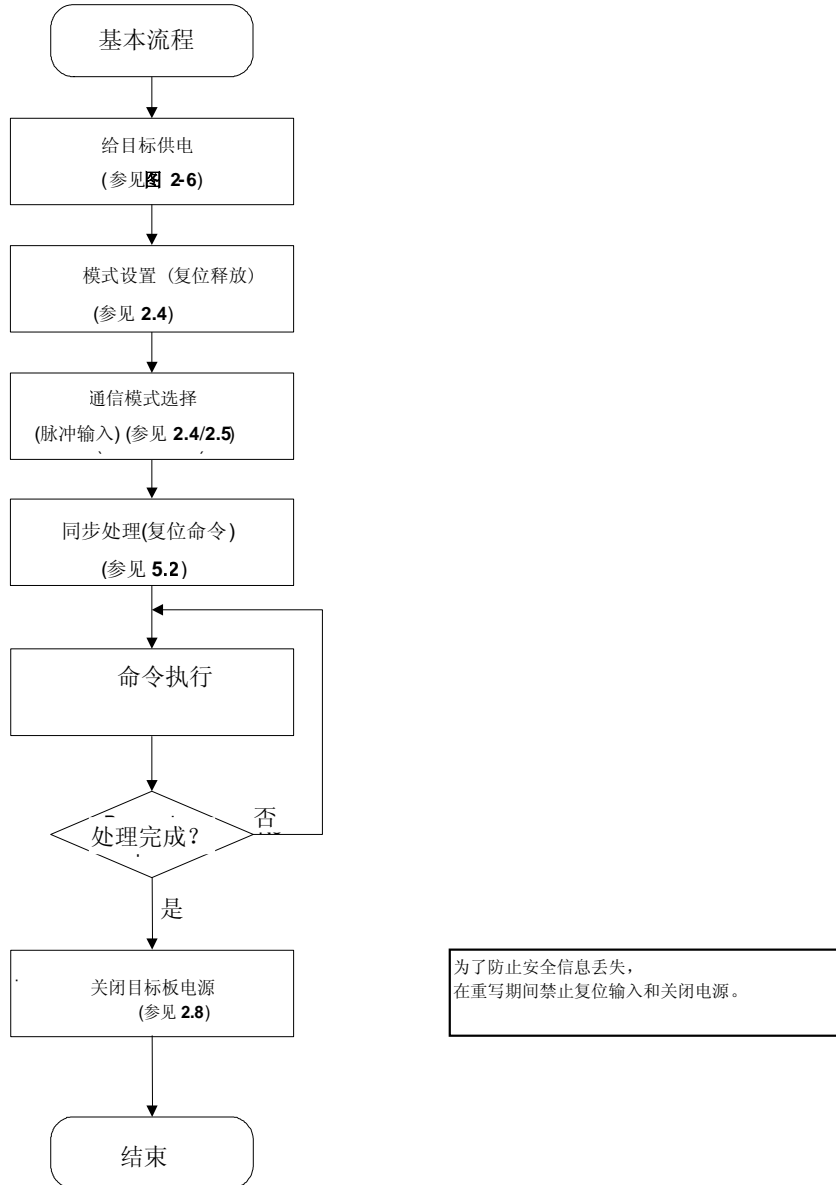 基本流程
给目标供电
(参见图 2-6)
模式设置 (复位释放)
(参见 2.4)
通信模式选择
(脉冲输入) (参见 2.4/2.5)
同步处理(复位命令)
(参见 5.2)
命令执行
处理完成?
否
是
关闭目标板电源
(参见 2.8)
为了防止安全信息丢失，
在重写期间禁止复位输入和关闭电源。
结束